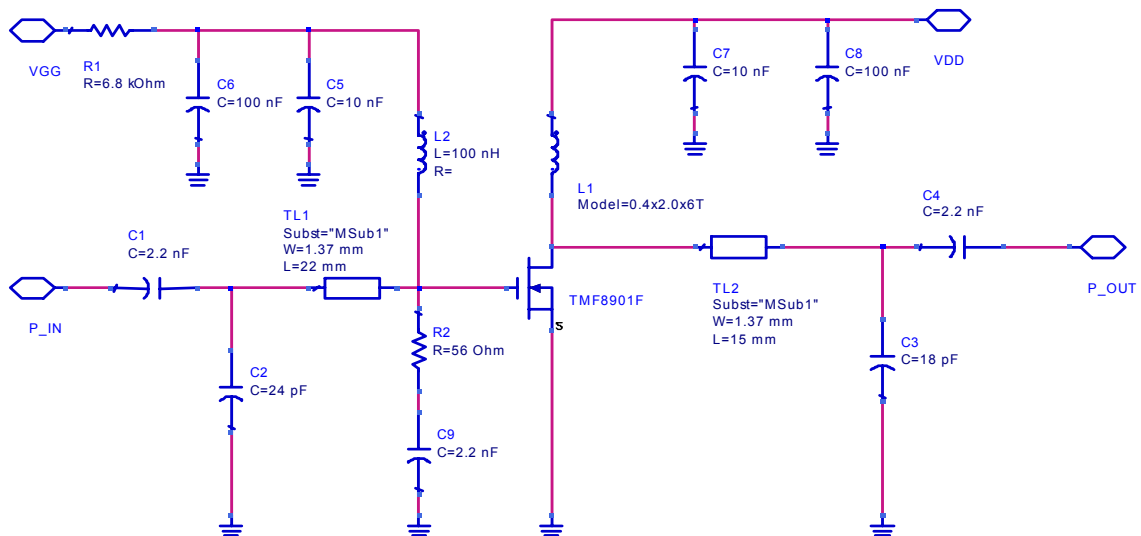 VGG
R1
R=6.8 kOhm
C6
C=100 nF
C5
C=10 nF
L2
L=100 nH
R=
C7
C=10 nF
C8
C=100 nF
VDD
L1
Model=0.4x2.0x6T
C4
C=2.2 nF
C1
C=2.2 nF
TL1
Subst="MSub1"
W=1.37 mm
L=22 mm
P_IN
TMF8901F
S
TL2
Subst="MSub1"
W=1.37 mm
L=15 mm
P_OUT
R2
R=56 Ohm
C2
C=24 pF
C3
C=18 pF
C9
C=2.2 nF